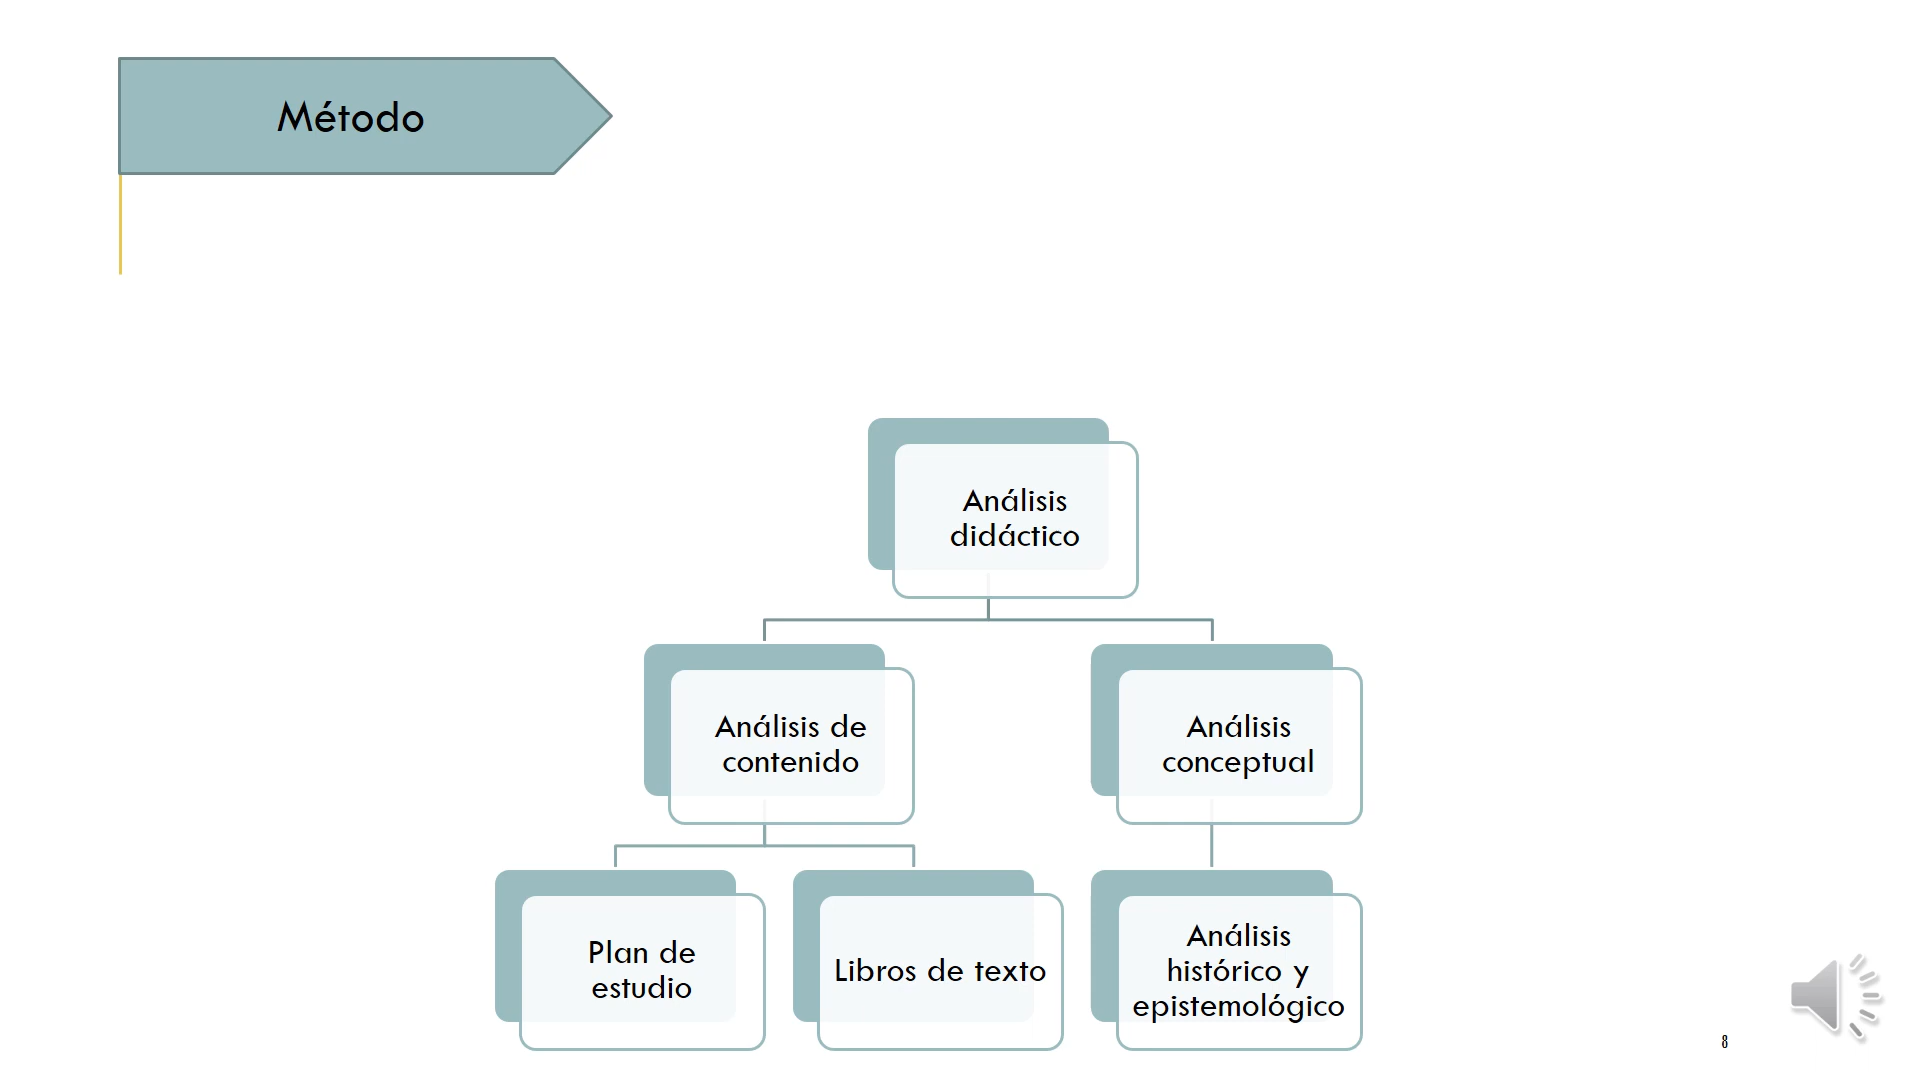 Método
Análisis
didáctico
Análisis de
contenido
Análisis
conceptual
Plan de
estudio
Libros de texto
Análisis
histórico y
epistemológico
8